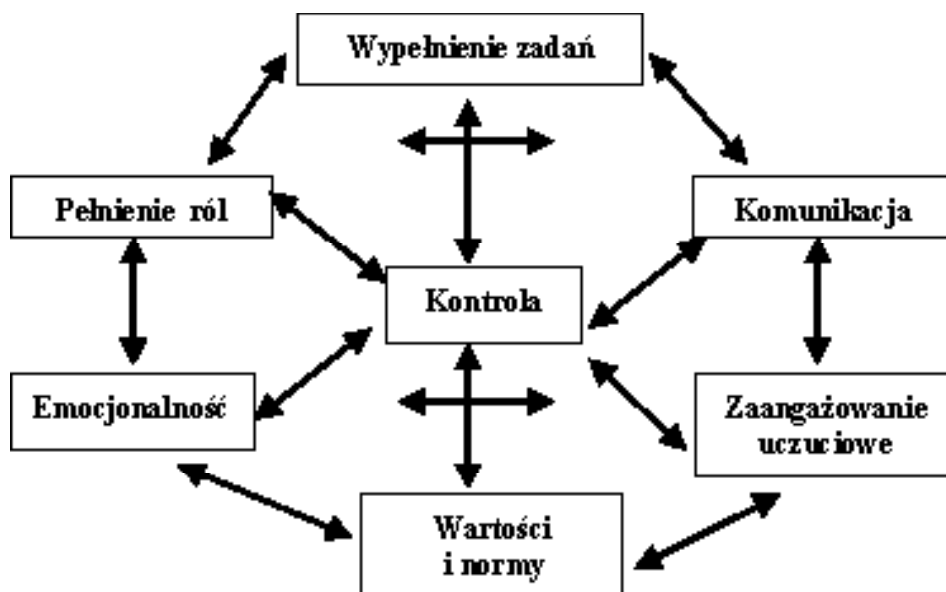 Wypełnienie zadań
Pełnienie ról
Komunikacja
Kontrola
Emocjonalność
Zaangażowanie
uczuciowe
Wartości
i normy